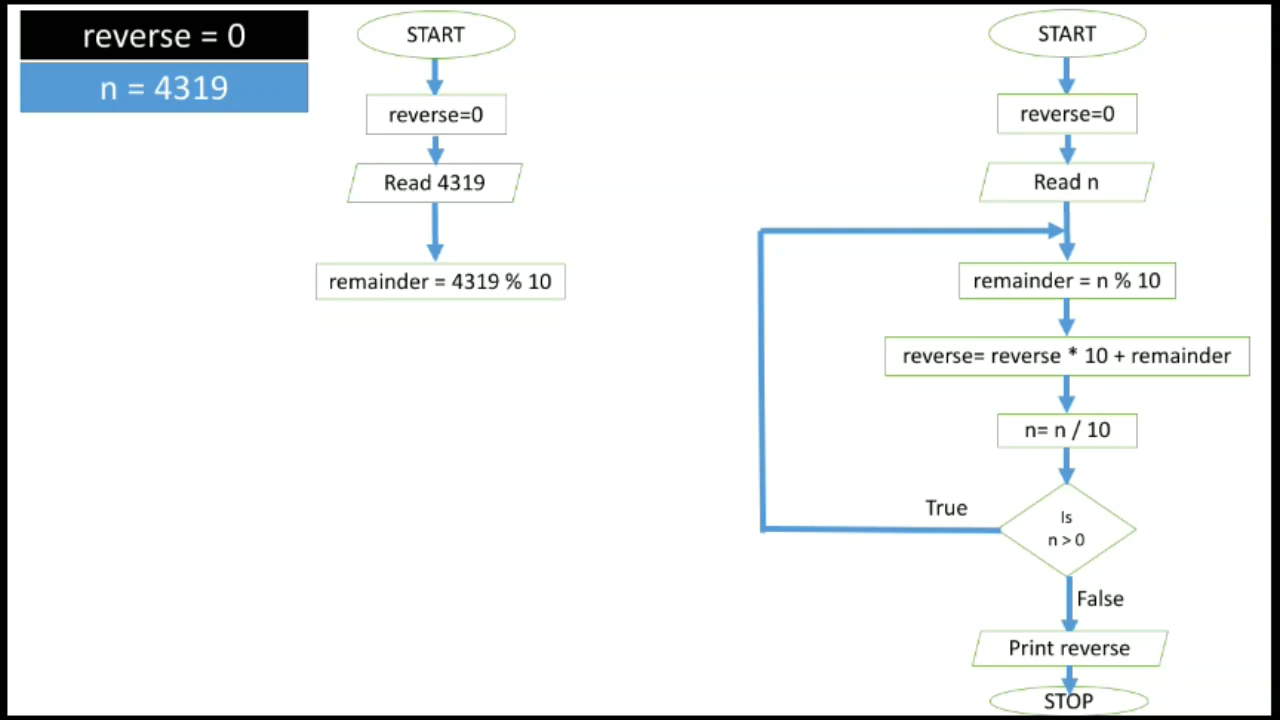 reverse = 0
n = 4319
START
reverse=0
Read 4319
remainder = 4319 % 10
START
reverse=0
Read n
remainder = n % 10
reverse= reverse * 10 + remainder
n= n / 10
True
Is
n > 0
False
Print reverse
STOP